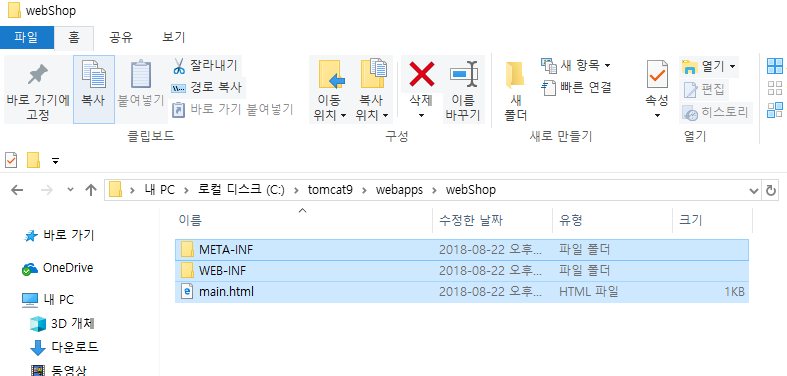 webShop
파일 홈 공유 보기
바로 가기에 고정
복사
붙여넣기
잘라내기
경로 복사
바로 가기 붙여넣기
클립보드
이동 위치
복사 위치
삭제
이름 바꾸기
구성
새 폴더
새 항목
빠른 연결
새로 만들기
속성
열기
편집
히스토리
열기
내 PC > 로컬 디스크 (C:) > tomcat9 > webapps > webShop
이름 수정한 날짜 유형 크기
META-INF 2018-08-22 오후... 파일 폴더
WEB-INF 2018-08-22 오후... 파일 폴더
main.html 2018-08-22 오후... HTML 파일 1KB
바로 가기
OneDrive
내 PC
3D 개체
다운로드
동영상